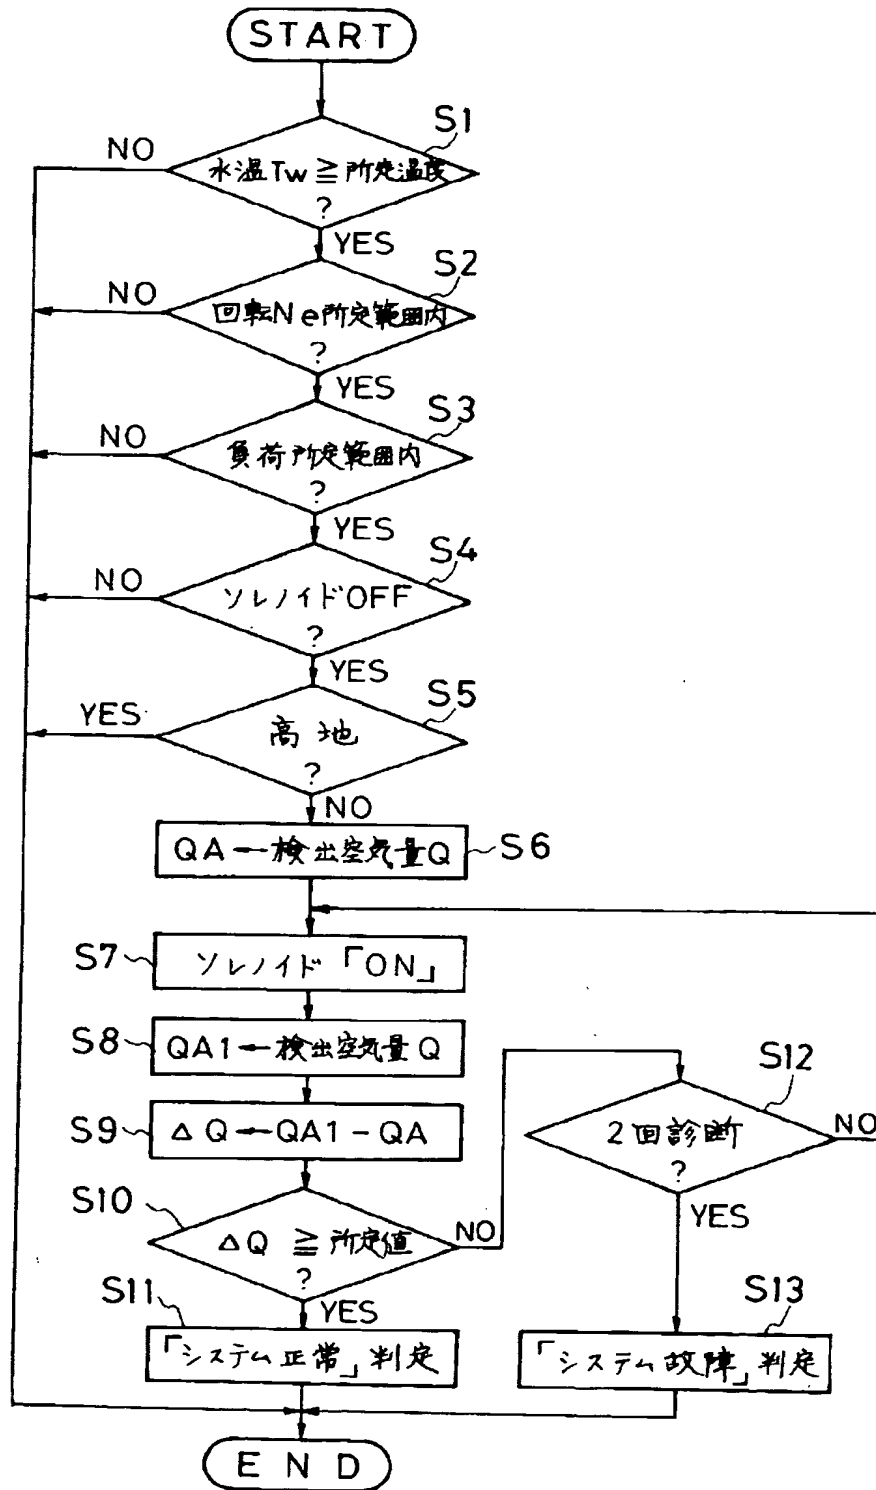 START
S1
NO
水温Tw≧所定温度
?
YES
S2
NO
回転Ne所定範囲内
?
YES
S3
NO
負荷所定範囲内
?
YES
S4
NO
ソレノイドOFF
?
YES
S5
YES
高地
?
NO
QA←検出空気量Q
S6
S7
ソレノイド「ON」
S8
QA1←検出空気量Q
S12
S9
ΔQ←QA1-QA
2回診断
NO
?
S10
NO
YES
ΔQ ≧ 所定値
?
S11
YES
S13
「システム正常」判定
「システム故障」判定
END